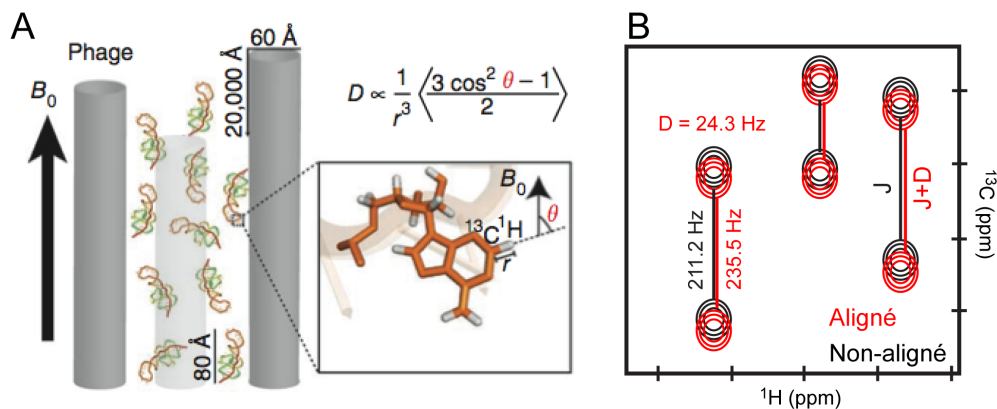 A
Phage
B₀
60 Å
20,000 Å
80 Å
D ∝ 1/r³ ⟨(3 cos² θ – 1)/2⟩
B₀
θ
¹³C¹H
r
B
D = 24.3 Hz
211.2 Hz
235.5 Hz
J
J+D
Aligné
Non-aligné
¹³C (ppm)
¹H (ppm)